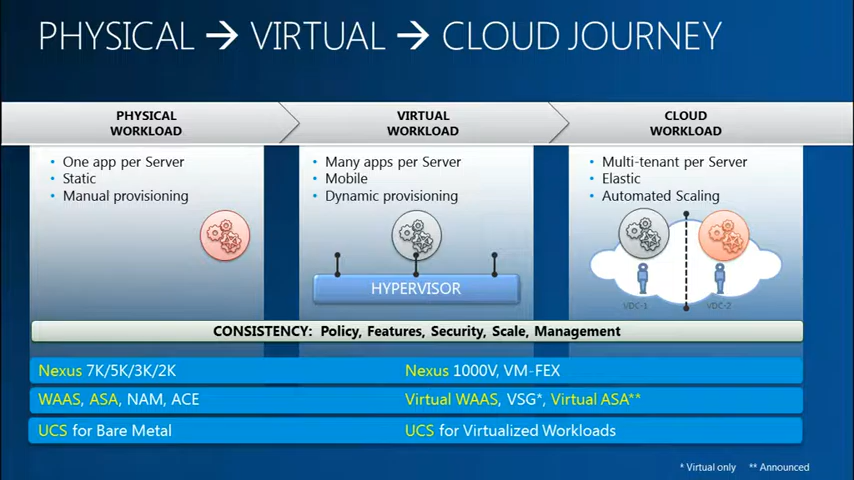 PHYSICAL → VIRTUAL → CLOUD JOURNEY
PHYSICAL
WORKLOAD
VIRTUAL
WORKLOAD
CLOUD
WORKLOAD
• One app per Server
• Static
• Manual provisioning
• Many apps per Server
• Mobile
• Dynamic provisioning
• Multi-tenant per Server
• Elastic
• Automated Scaling
HYPERVISOR
VDC-1
VDC-2
CONSISTENCY: Policy, Features, Security, Scale, Management
Nexus 7K/5K/3K/2K
Nexus 1000V, VM-FEX
WAAS, ASA, NAM, ACE
Virtual WAAS, VSG*, Virtual ASA**
UCS for Bare Metal
UCS for Virtualized Workloads
* Virtual only ** Announced